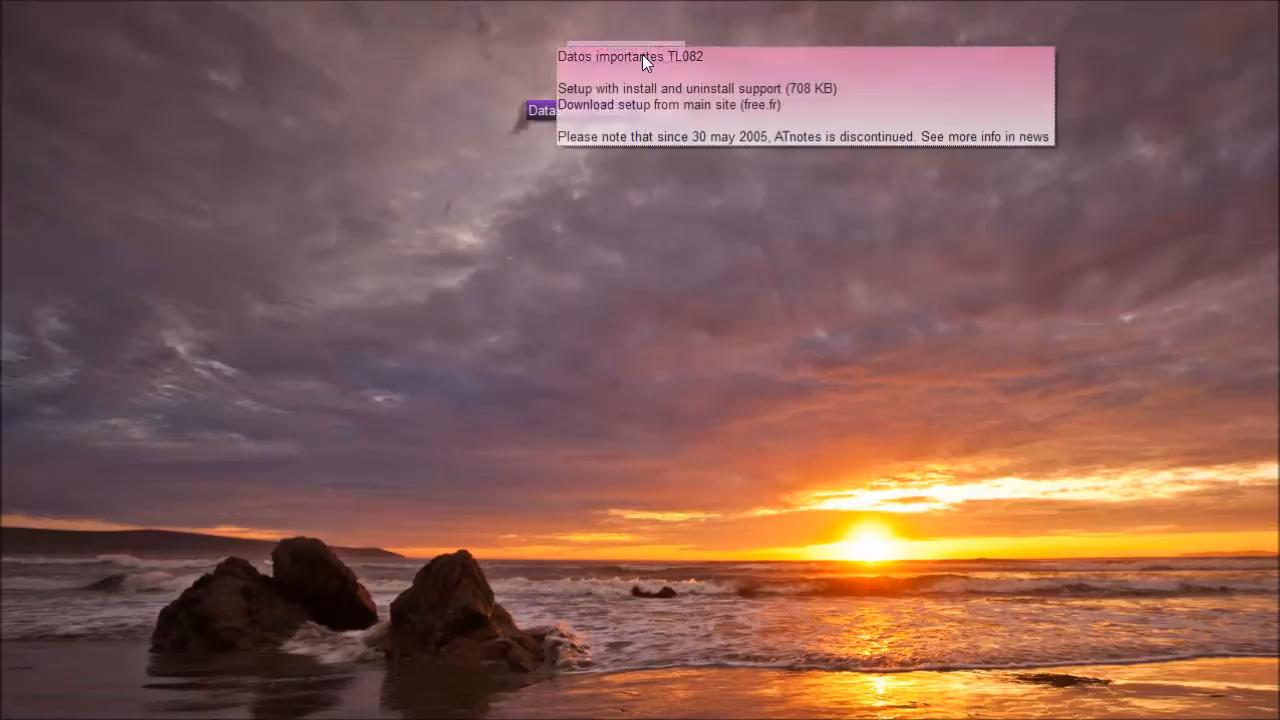 Datos importantes TL082
Setup with install and uninstall support (708 KB)
Download setup from main site (free.fr)
Data
Please note that since 30 may 2005, ATnotes is discontinued. See more info in news